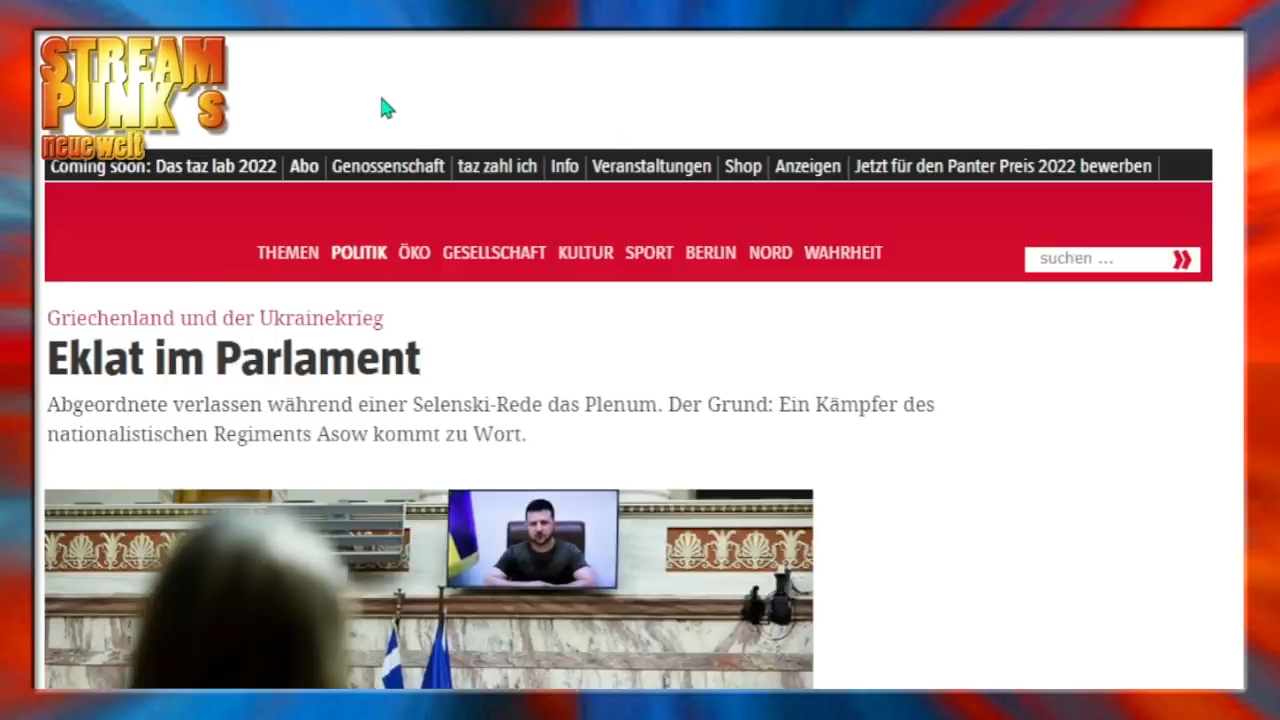 STREAM
PUNK´s
neue welt
Coming soon: Das taz lab 2022 Abo Genossenschaft taz zahl ich Info Veranstaltungen Shop Anzeigen Jetzt für den Panter Preis 2022 bewerben
THEMEN POLITIK ÖKO GESELLSCHAFT KULTUR SPORT BERLIN NORD WAHRHEIT
suchen ...
Griechenland und der Ukrainekrieg
Eklat im Parlament
Abgeordnete verlassen während einer Selenski-Rede das Plenum. Der Grund: Ein Kämpfer des
nationalistischen Regiments Asow kommt zu Wort.